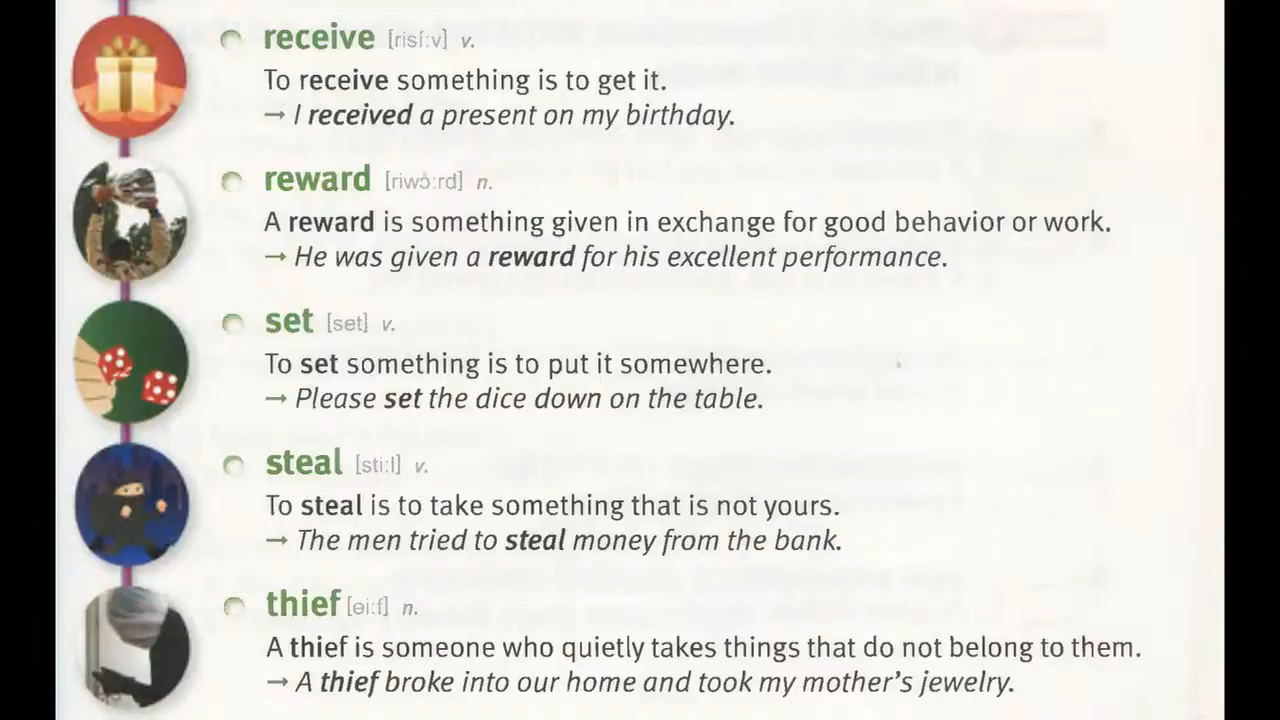 receive [risíːv] v.
To receive something is to get it.
→ I received a present on my birthday.
reward [riwɔ́ːrd] n.
A reward is something given in exchange for good behavior or work.
→ He was given a reward for his excellent performance.
set [set] v.
To set something is to put it somewhere.
→ Please set the dice down on the table.
steal [stiːl] v.
To steal is to take something that is not yours.
→ The men tried to steal money from the bank.
thief [θiːf] n.
A thief is someone who quietly takes things that do not belong to them.
→ A thief broke into our home and took my mother's jewelry.